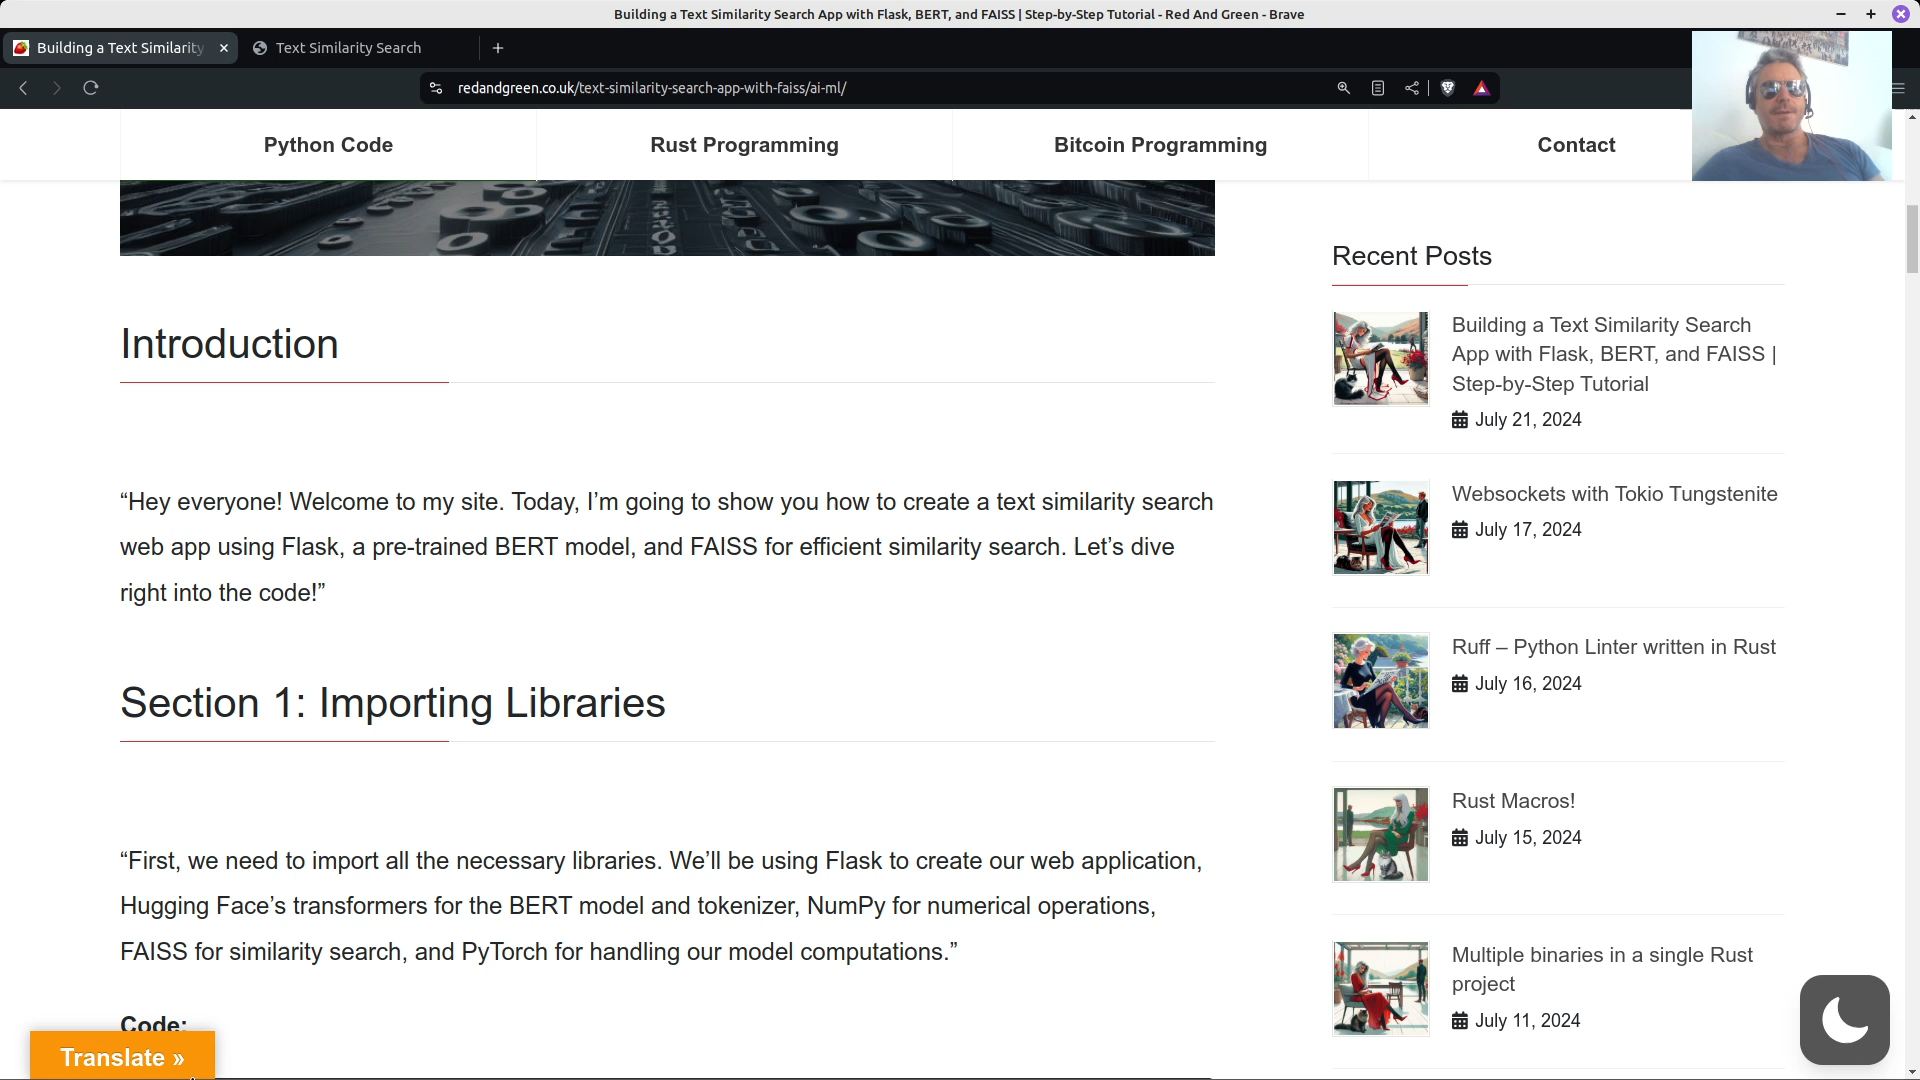 Building a Text Similarity Search App with Flask, BERT, and FAISS | Step-by-Step Tutorial - Red And Green - Brave
Building a Text Similarity
Text Similarity Search
redandgreen.co.uk/text-similarity-search-app-with-faiss/ai-ml/
Python Code
Rust Programming
Bitcoin Programming
Contact
Introduction
“Hey everyone! Welcome to my site. Today, I’m going to show you how to create a text similarity search
web app using Flask, a pre-trained BERT model, and FAISS for efficient similarity search. Let’s dive
right into the code!”
Section 1: Importing Libraries
“First, we need to import all the necessary libraries. We’ll be using Flask to create our web application,
Hugging Face’s transformers for the BERT model and tokenizer, NumPy for numerical operations,
FAISS for similarity search, and PyTorch for handling our model computations.”
Code:
Translate »
Recent Posts
Building a Text Similarity Search
App with Flask, BERT, and FAISS |
Step-by-Step Tutorial
July 21, 2024
Websockets with Tokio Tungstenite
July 17, 2024
Ruff – Python Linter written in Rust
July 16, 2024
Rust Macros!
July 15, 2024
Multiple binaries in a single Rust
project
July 11, 2024